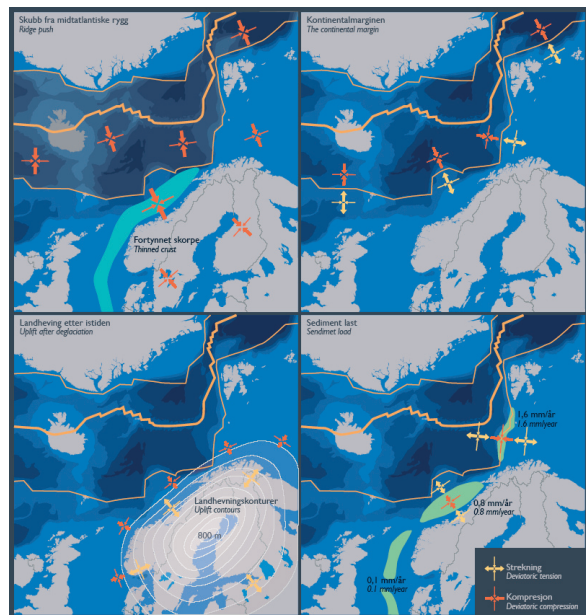 Skubb fra midtatlantiske rygg
Ridge push
Fortynnet skorpe
Thinned crust
Kontinentalmarginen
The continental margin
Landheving etter istiden
Uplift after deglaciation
Landhevningskonturer
Uplift contours
800 m
Sediment last
Sendimet load
1,6 mm/år
1.6 mm/year
0,8 mm/år
0.8 mm/year
0,1 mm/år
0.1 mm/year
Strekning
Deviatoric tension
Kompresjon
Deviatoric compression